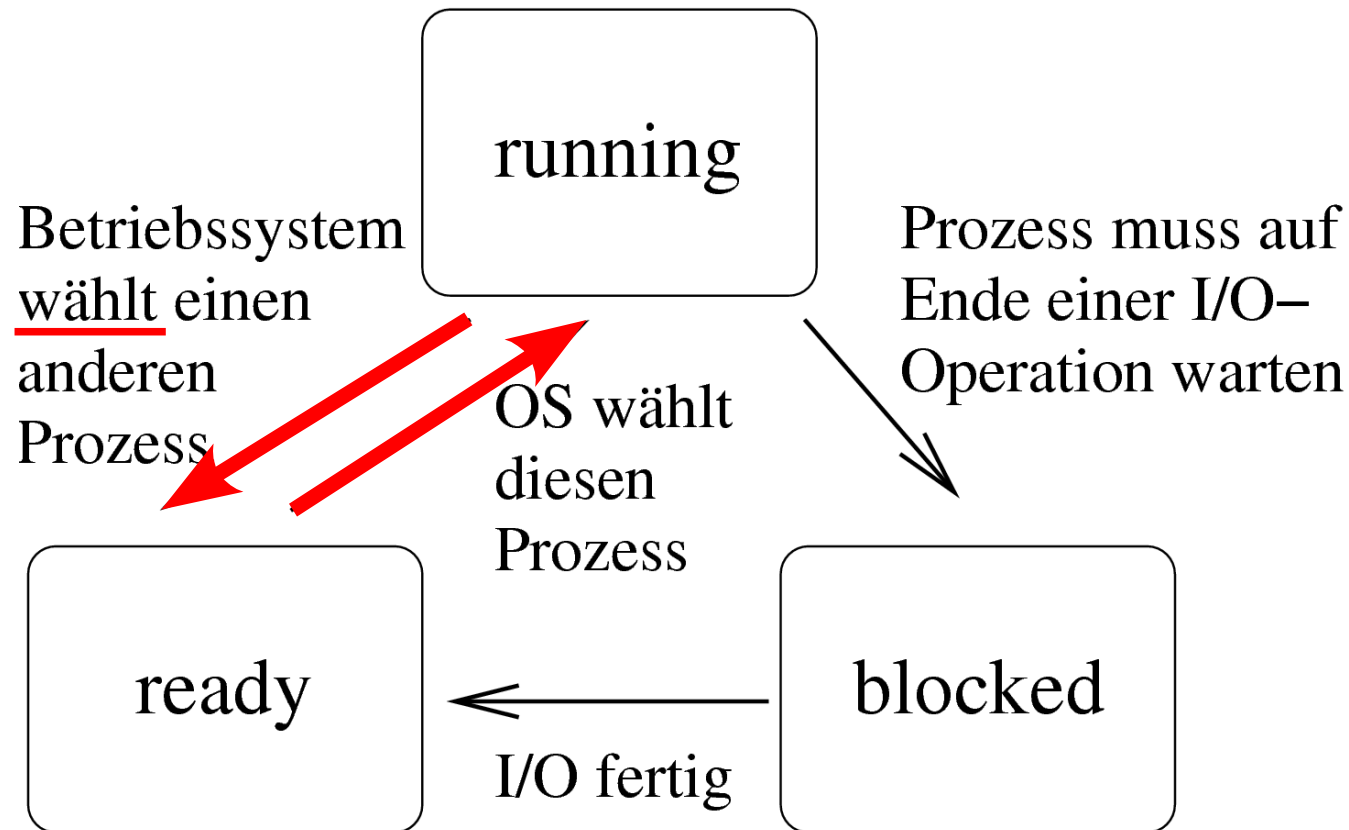 running
Betriebssystem
wählt einen
anderen
Prozess
Prozess muss auf
Ende einer I/O–
Operation warten
OS wählt
diesen
Prozess
ready
blocked
I/O fertig